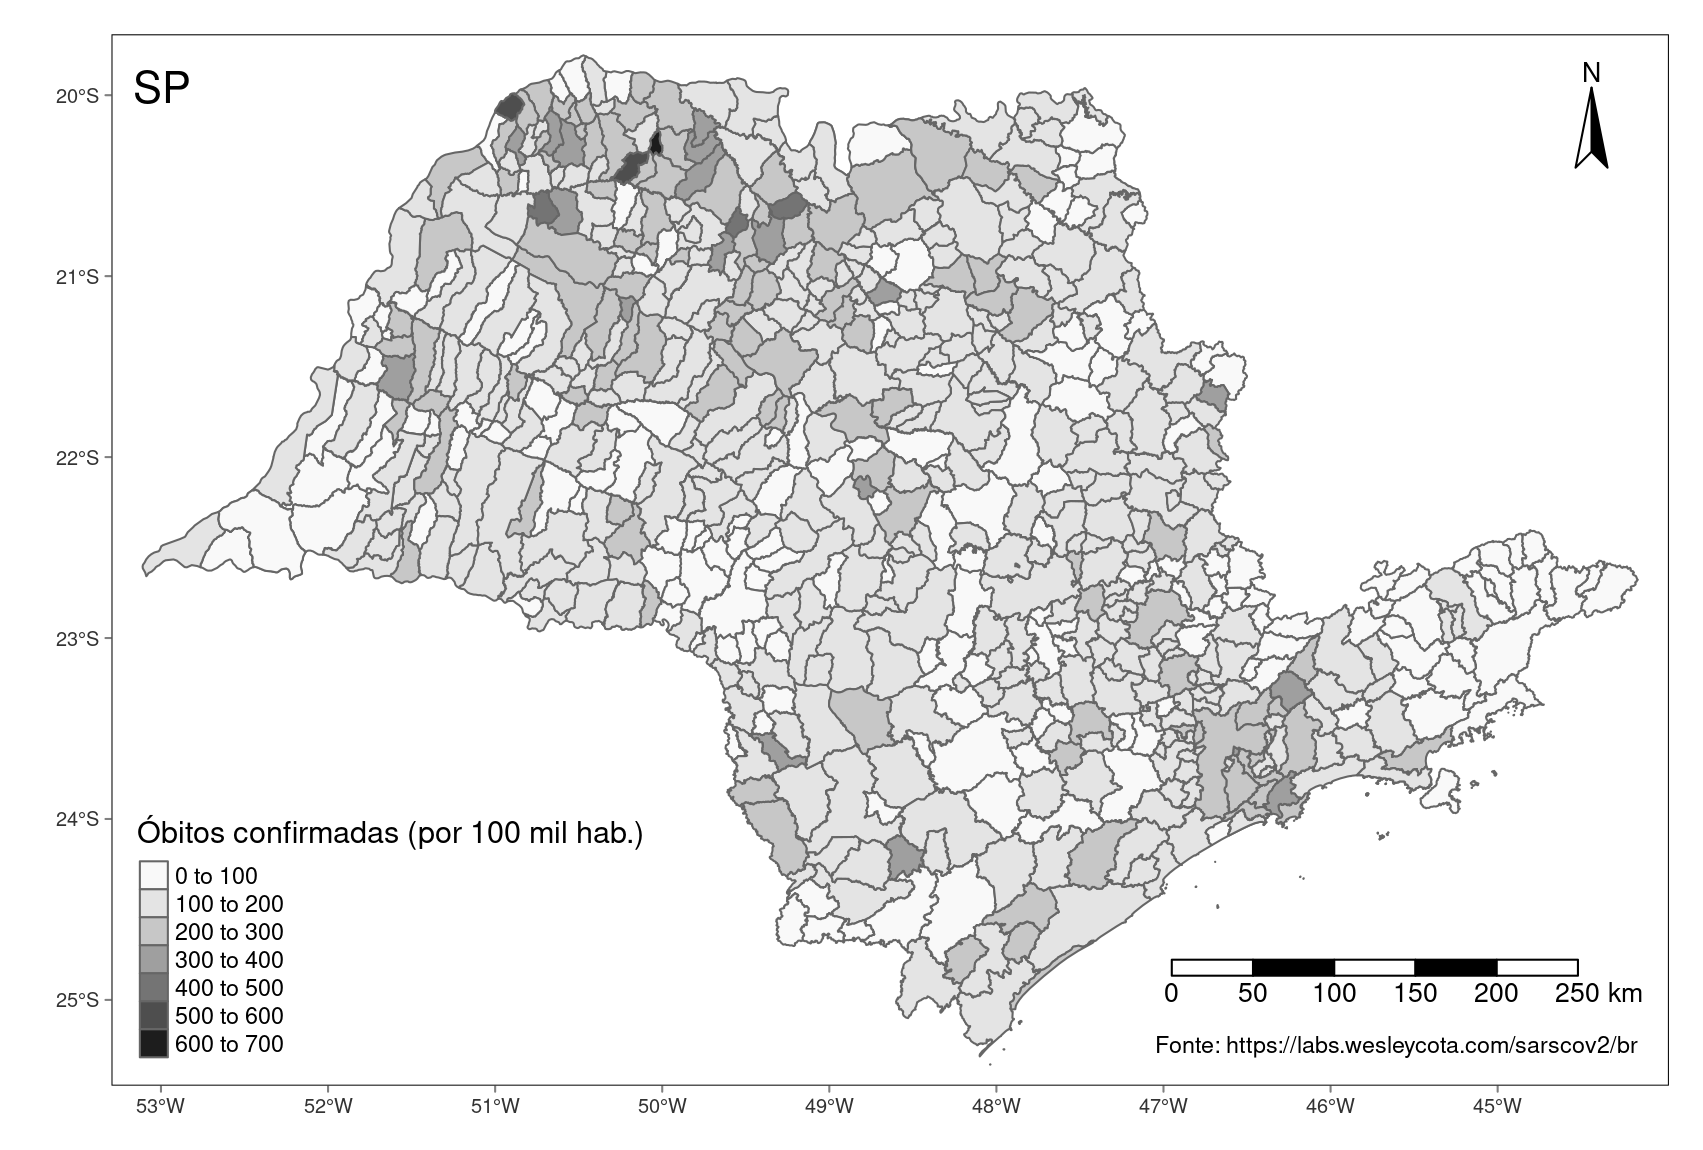 SP
N
20°S
21°S
22°S
23°S
24°S
25°S
Óbitos confirmadas (por 100 mil hab.)
0 to 100
100 to 200
200 to 300
300 to 400
400 to 500
500 to 600
600 to 700
0 50 100 150 200 250 km
Fonte: https://labs.wesleycota.com/sarscov2/br
53°W 52°W 51°W 50°W 49°W 48°W 47°W 46°W 45°W